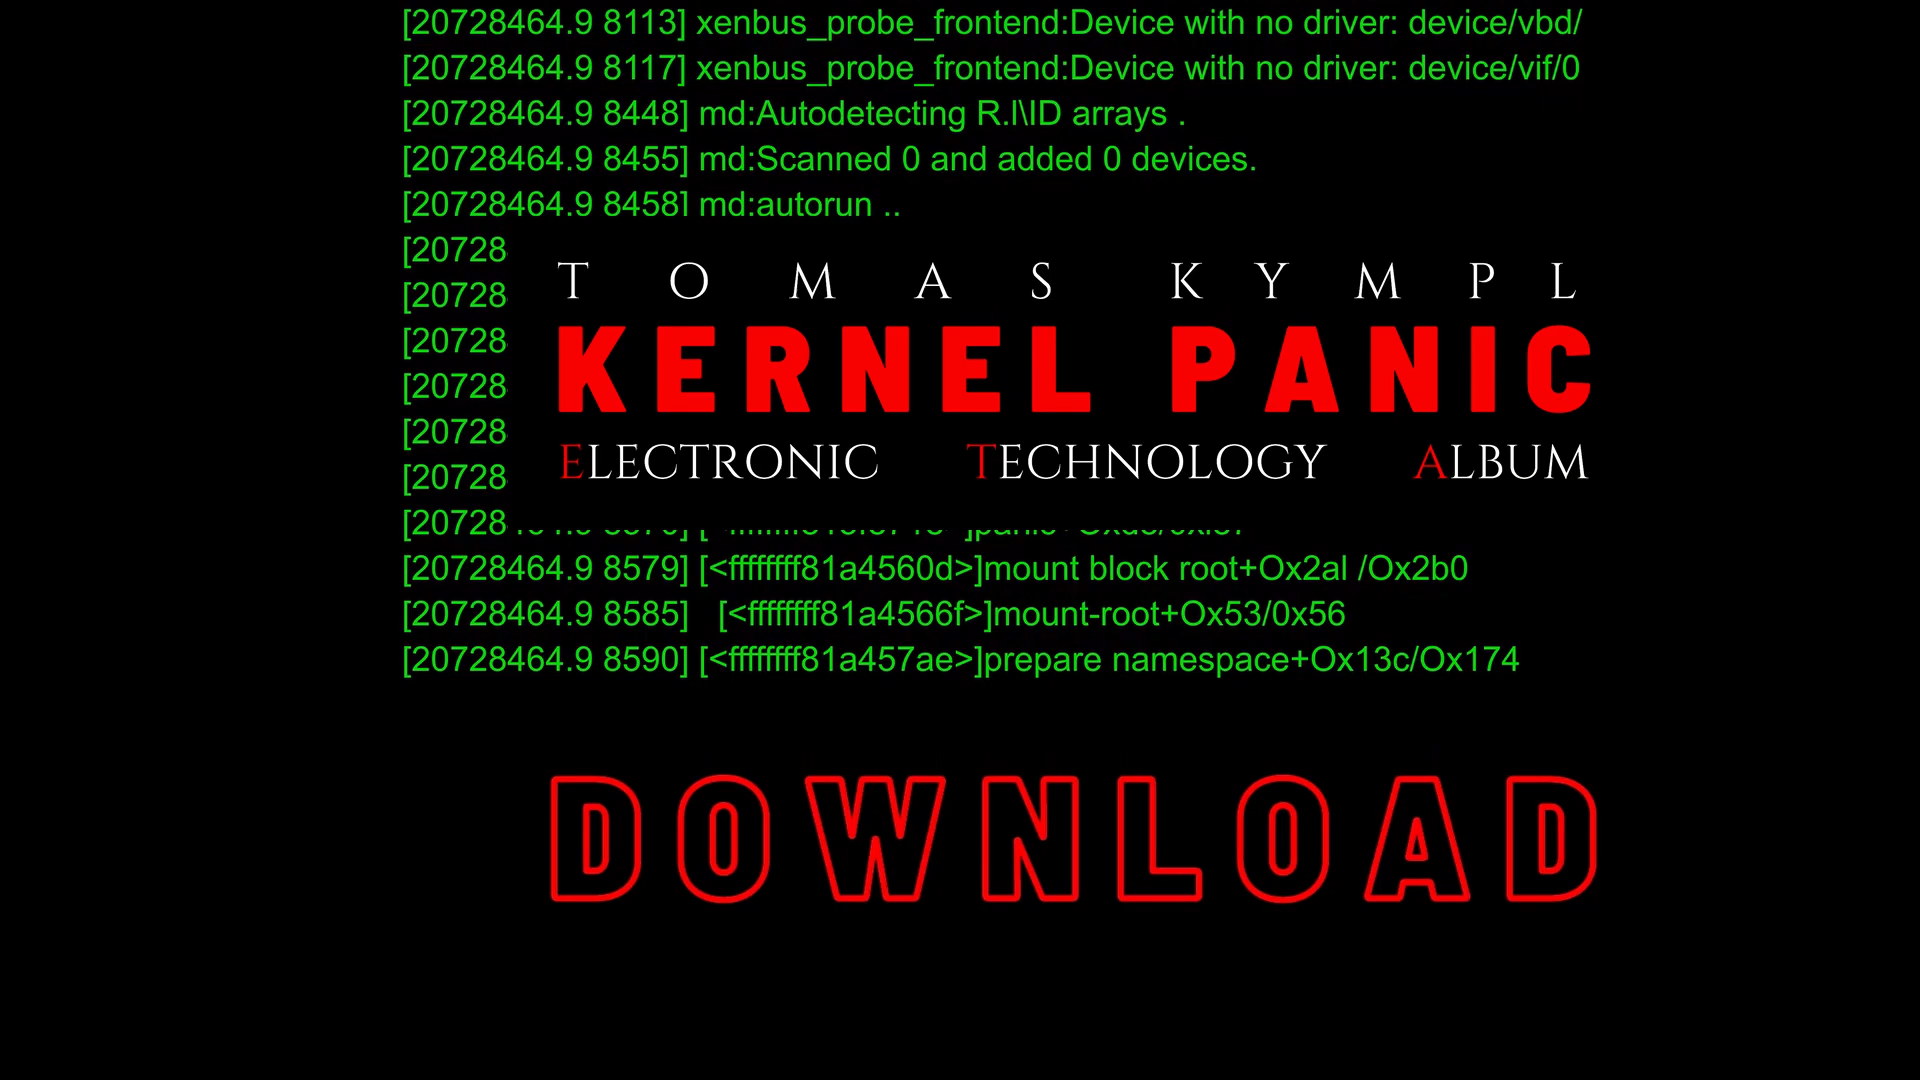 [20728464.9 8113] xenbus_probe_frontend:Device with no driver: device/vbd/
[20728464.9 8117] xenbus_probe_frontend:Device with no driver: device/vif/0
[20728464.9 8448] md:Autodetecting R.l\ID arrays .
[20728464.9 8455] md:Scanned 0 and added 0 devices.
[20728464.9 8458] md:autorun ..
[20728
[20728
[20728
[20728
[20728
[20728
[20728
TOMAS KYMPL
KERNEL PANIC
ELECTRONIC TECHNOLOGY ALBUM
[20728464.9 8579] [<ffffffff81a4560d>]mount block root+Ox2al /Ox2b0
[20728464.9 8585] [<ffffffff81a4566f>]mount-root+Ox53/0x56
[20728464.9 8590] [<ffffffff81a457ae>]prepare namespace+Ox13c/Ox174
DOWNLOAD